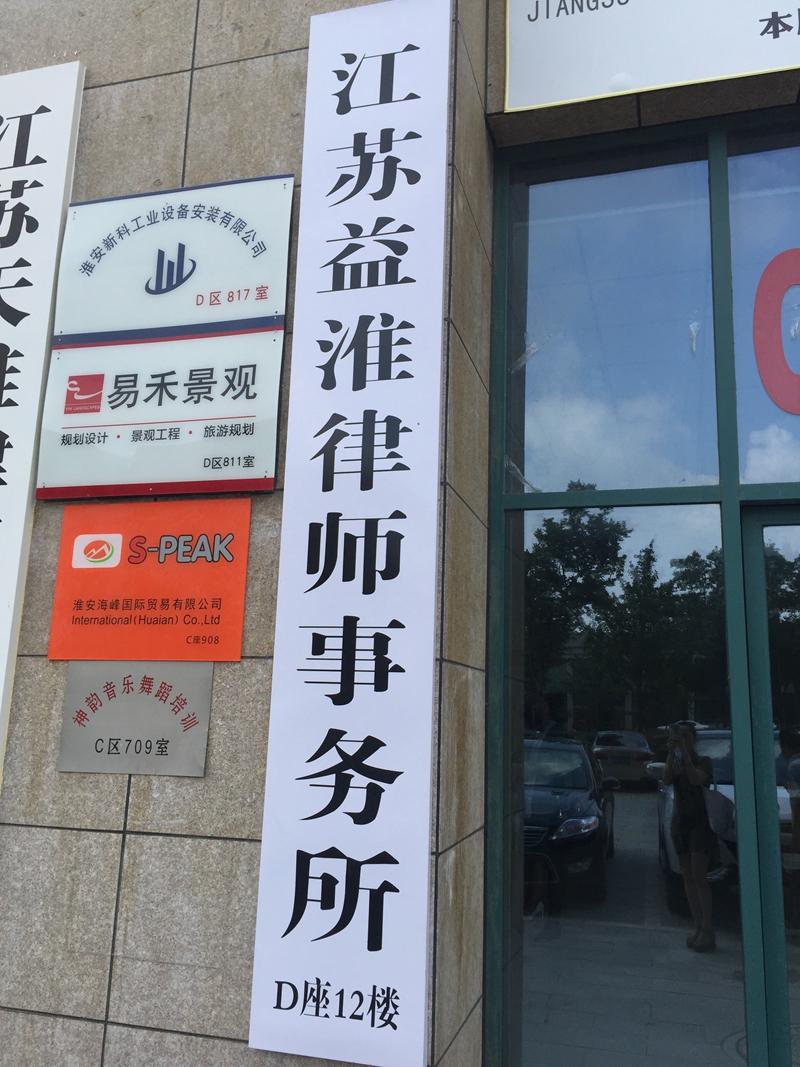 江苏天淮律
淮安新科工业设备安装有限公司
D区817室
易禾景观
规划设计·景观工程·旅游规划
D区811室
S-PEAK
淮安海峰国际贸易有限公司
International(Huaian) Co.,Ltd
C座908
神韵音乐舞蹈培训
C区709室
江苏益淮律师事务所
D座12楼
JIANGSU
本